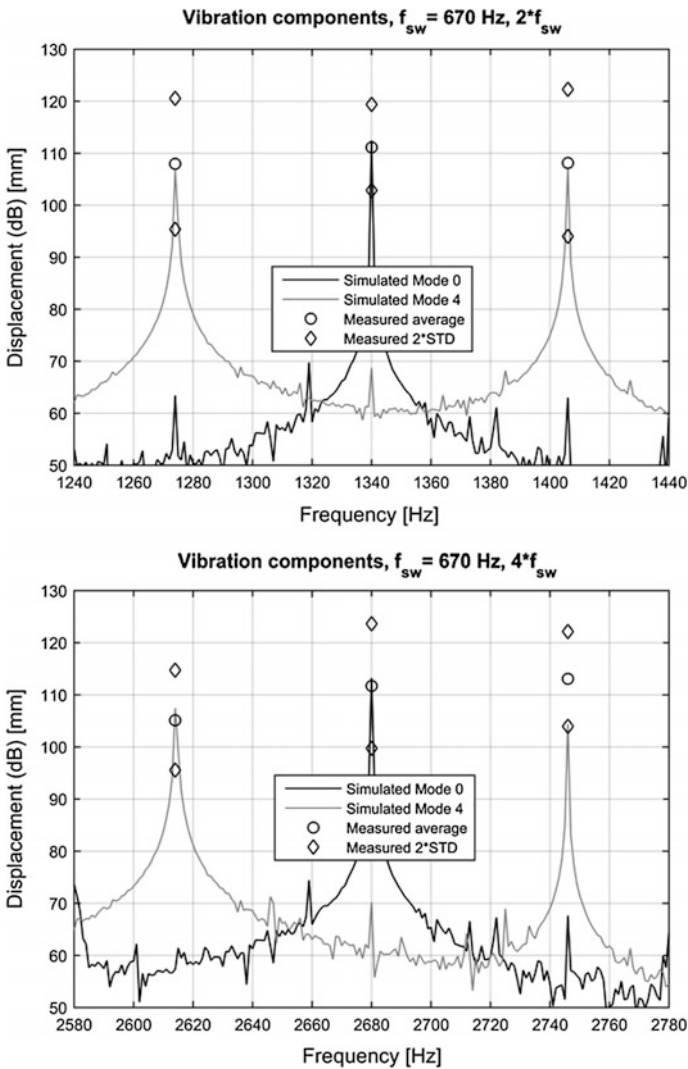 Vibration components, f_sw = 670 Hz, 2*f_sw
130
120
110
100
90
80
70
60
50
Displacement (dB) [mm]
Simulated Mode 0
Simulated Mode 4
Measured average
Measured 2*STD
1240 1260 1280 1300 1320 1340 1360 1380 1400 1420 1440
Frequency [Hz]
Vibration components, f_sw = 670 Hz, 4*f_sw
130
120
110
100
90
80
70
60
50
Displacement (dB) [mm]
Simulated Mode 0
Simulated Mode 4
Measured average
Measured 2*STD
2580 2600 2620 2640 2660 2680 2700 2720 2740 2760 2780
Frequency [Hz]